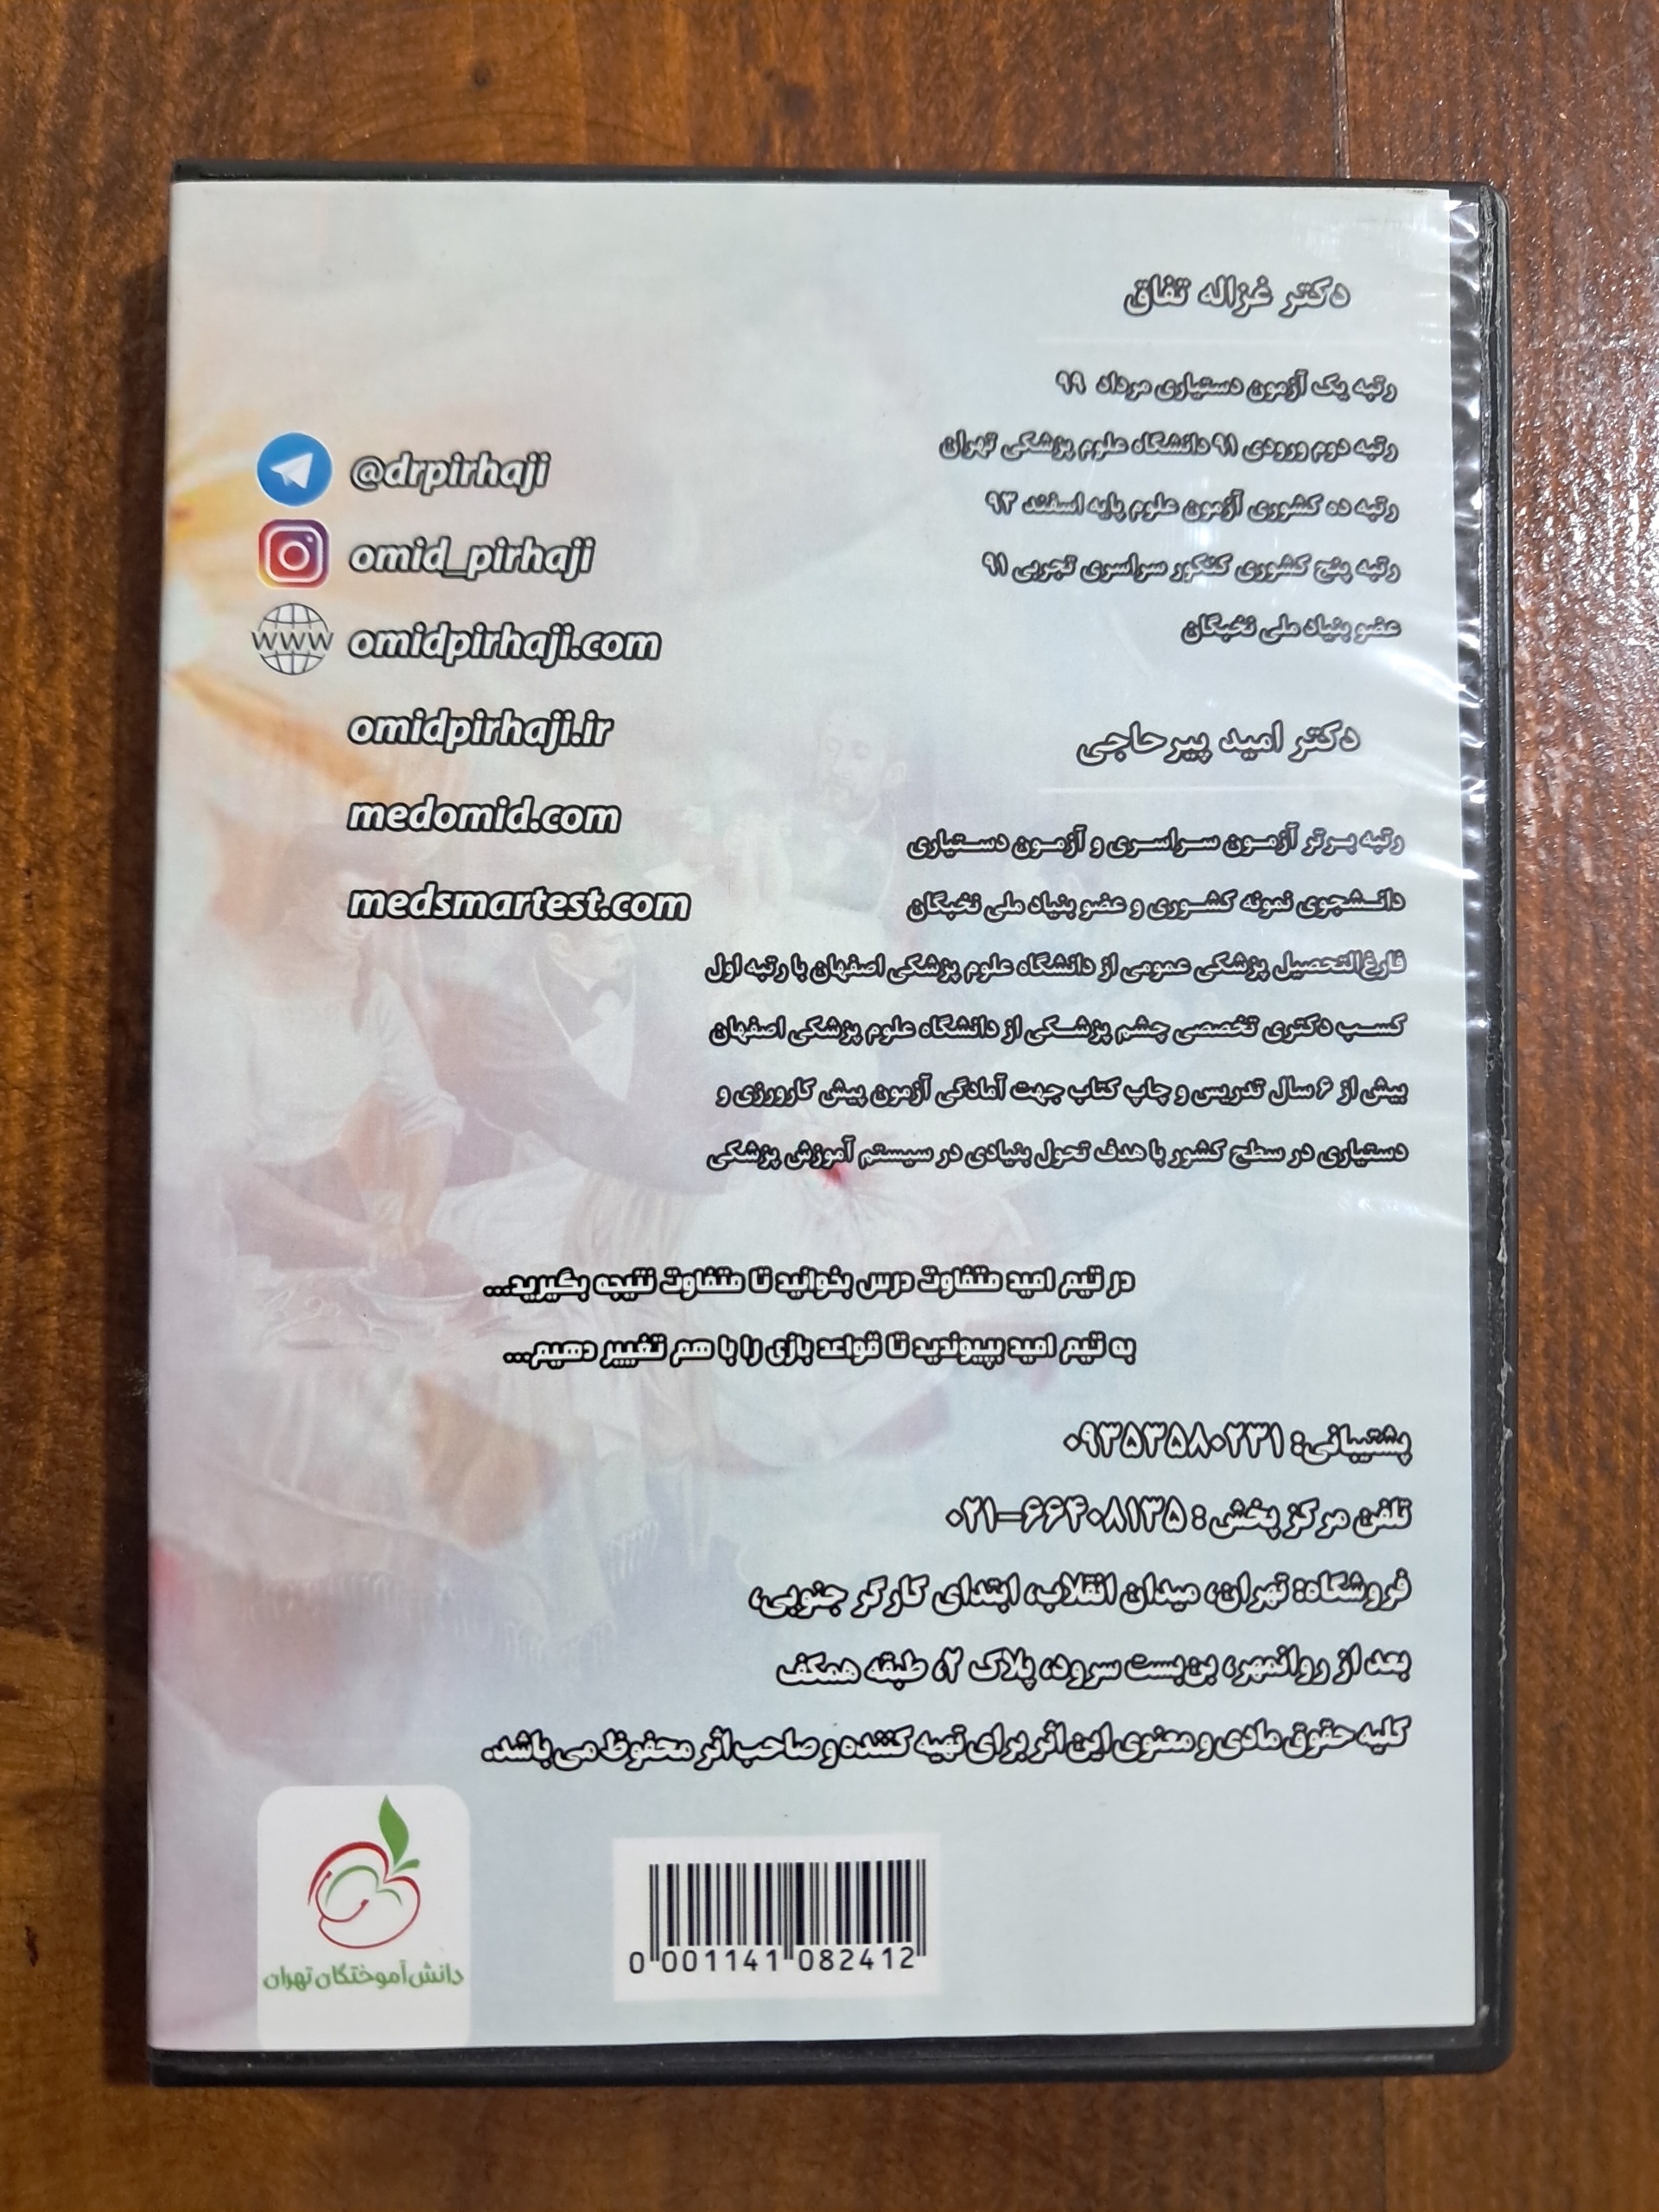 دکتر غزاله تفاق
رتبه یک آزمون دستیاری مرداد ۹۹
رتبه دوم ورودی ۹۱ دانشگاه علوم پزشکی تهران
رتبه ده کشوری آزمون علوم پایه اسفند ۹۳
رتبه پنج کشوری کنکور سراسری تجربی ۹۱
عضو بنیاد ملی نخبگان
@drpirhaji
omid_pirhaji
WWW omidpirhaji.com
omidpirhaji.ir
medomid.com
medsmartest.com
دکتر امید پیرحاجی
رتبه برتر آزمون سراسری و آزمون دستیاری
دانشجوی نمونه کشوری و عضو بنیاد ملی نخبگان
فارغ‌التحصیل پزشکی عمومی از دانشگاه علوم پزشکی اصفهان با رتبه اول
کسب دکتری تخصصی چشم پزشکی از دانشگاه علوم پزشکی اصفهان
بیش از ۶ سال تدریس و چاپ کتاب جهت آمادگی آزمون پیش کارورزی و
دستیاری در سطح کشور با هدف تحول بنیادی در سیستم آموزش پزشکی
در تیم امید متفاوت درس بخوانید تا متفاوت نتیجه بگیرید...
به تیم امید بپیوندید تا قواعد بازی را با هم تغییر دهیم...
پشتیبانی: ۰۹۳۵۳۵۸۰۲۳۱
تلفن مرکز پخش: ۶۶۴۰۸۱۳۵-۰۲۱
فروشگاه: تهران، میدان انقلاب، ابتدای کارگر جنوبی،
بعد از روانمهر، بن‌بست سرود، پلاک ۲، طبقه همکف
کلیه حقوق مادی و معنوی این اثر برای تهیه کننده و صاحب اثر محفوظ می باشد.
دانش‌آموختگان تهران
0 001141 082412